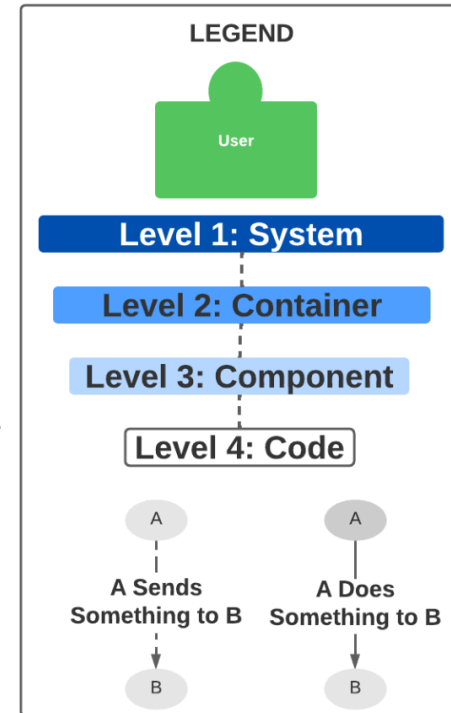 LEGEND
User
Level 1: System
Level 2: Container
Level 3: Component
Level 4: Code
A
A Sends
Something to B
B
A
A Does
Something to B
B